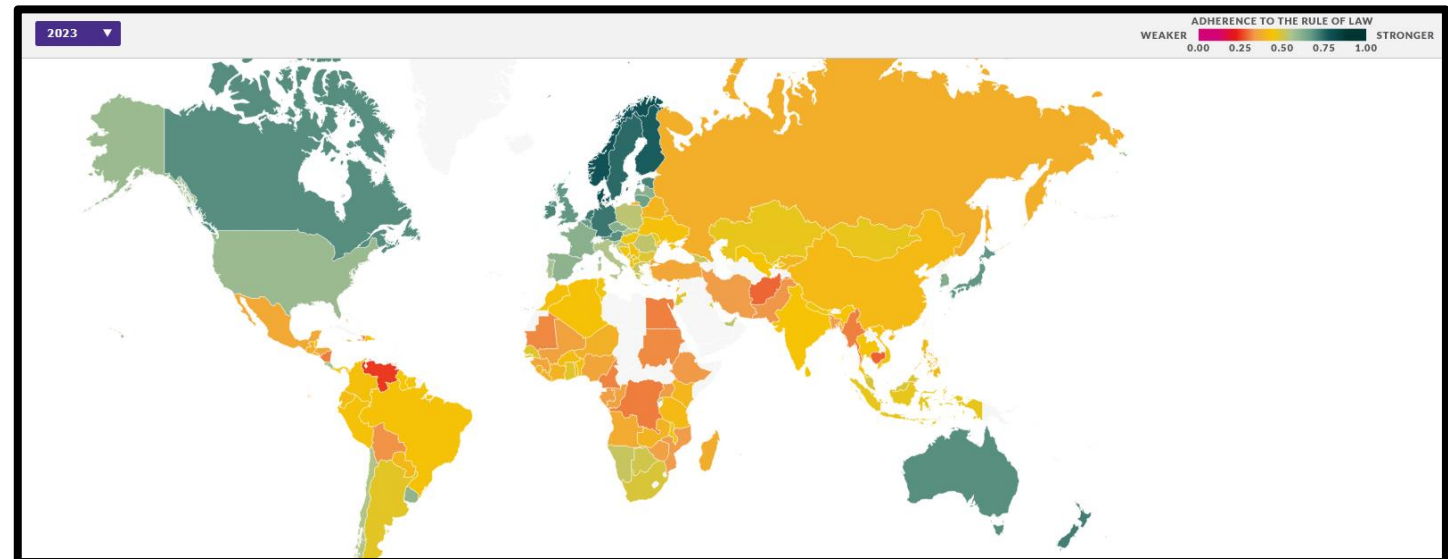 2023
ADHERENCE TO THE RULE OF LAW
WEAKER STRONGER
0.00 0.25 0.50 0.75 1.00